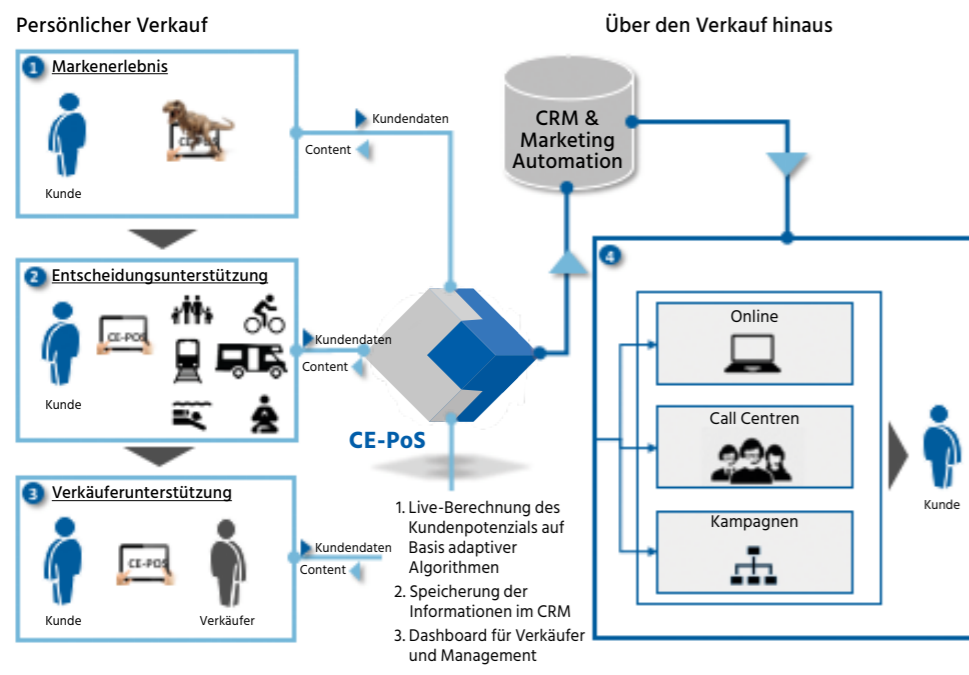 Persönlicher Verkauf
Über den Verkauf hinaus
1 Markenerlebnis
CE-POS
Kunde
Kundendaten
Content
CRM &
Marketing
Automation
2 Entscheidungsunterstützung
CE-POS
Kunde
Kundendaten
Content
CE-PoS
3 Verkäuferunterstützung
CE-POS
Kunde
Verkäufer
Kundendaten
Content
1. Live-Berechnung des
Kundenpotenzials auf
Basis adaptiver
Algorithmen
2. Speicherung der
Informationen im CRM
3. Dashboard für Verkäufer
und Management
4
Online
Call Centren
Kampagnen
Kunde